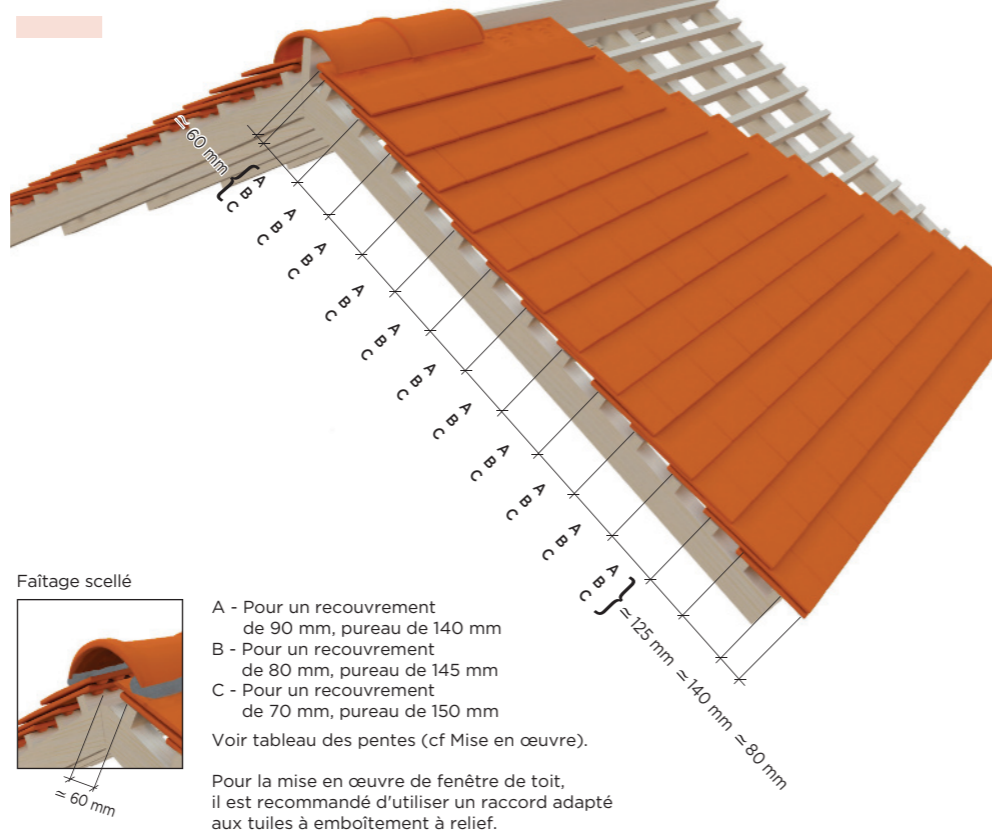 ≃ 60 mm
A
B
C
A
B
C
A
B
C
A
B
C
A
B
C
A
B
C
A
B
C
A
B
C
A
B
C
A
B
C
A
B
C
≃ 125 mm
≃ 140 mm
≃ 80 mm
Faîtage scellé
≃ 60 mm
A - Pour un recouvrement
de 90 mm, pureau de 140 mm
B - Pour un recouvrement
de 80 mm, pureau de 145 mm
C - Pour un recouvrement
de 70 mm, pureau de 150 mm
Voir tableau des pentes (cf Mise en œuvre).
Pour la mise en œuvre de fenêtre de toit,
il est recommandé d'utiliser un raccord adapté
aux tuiles à emboîtement à relief.